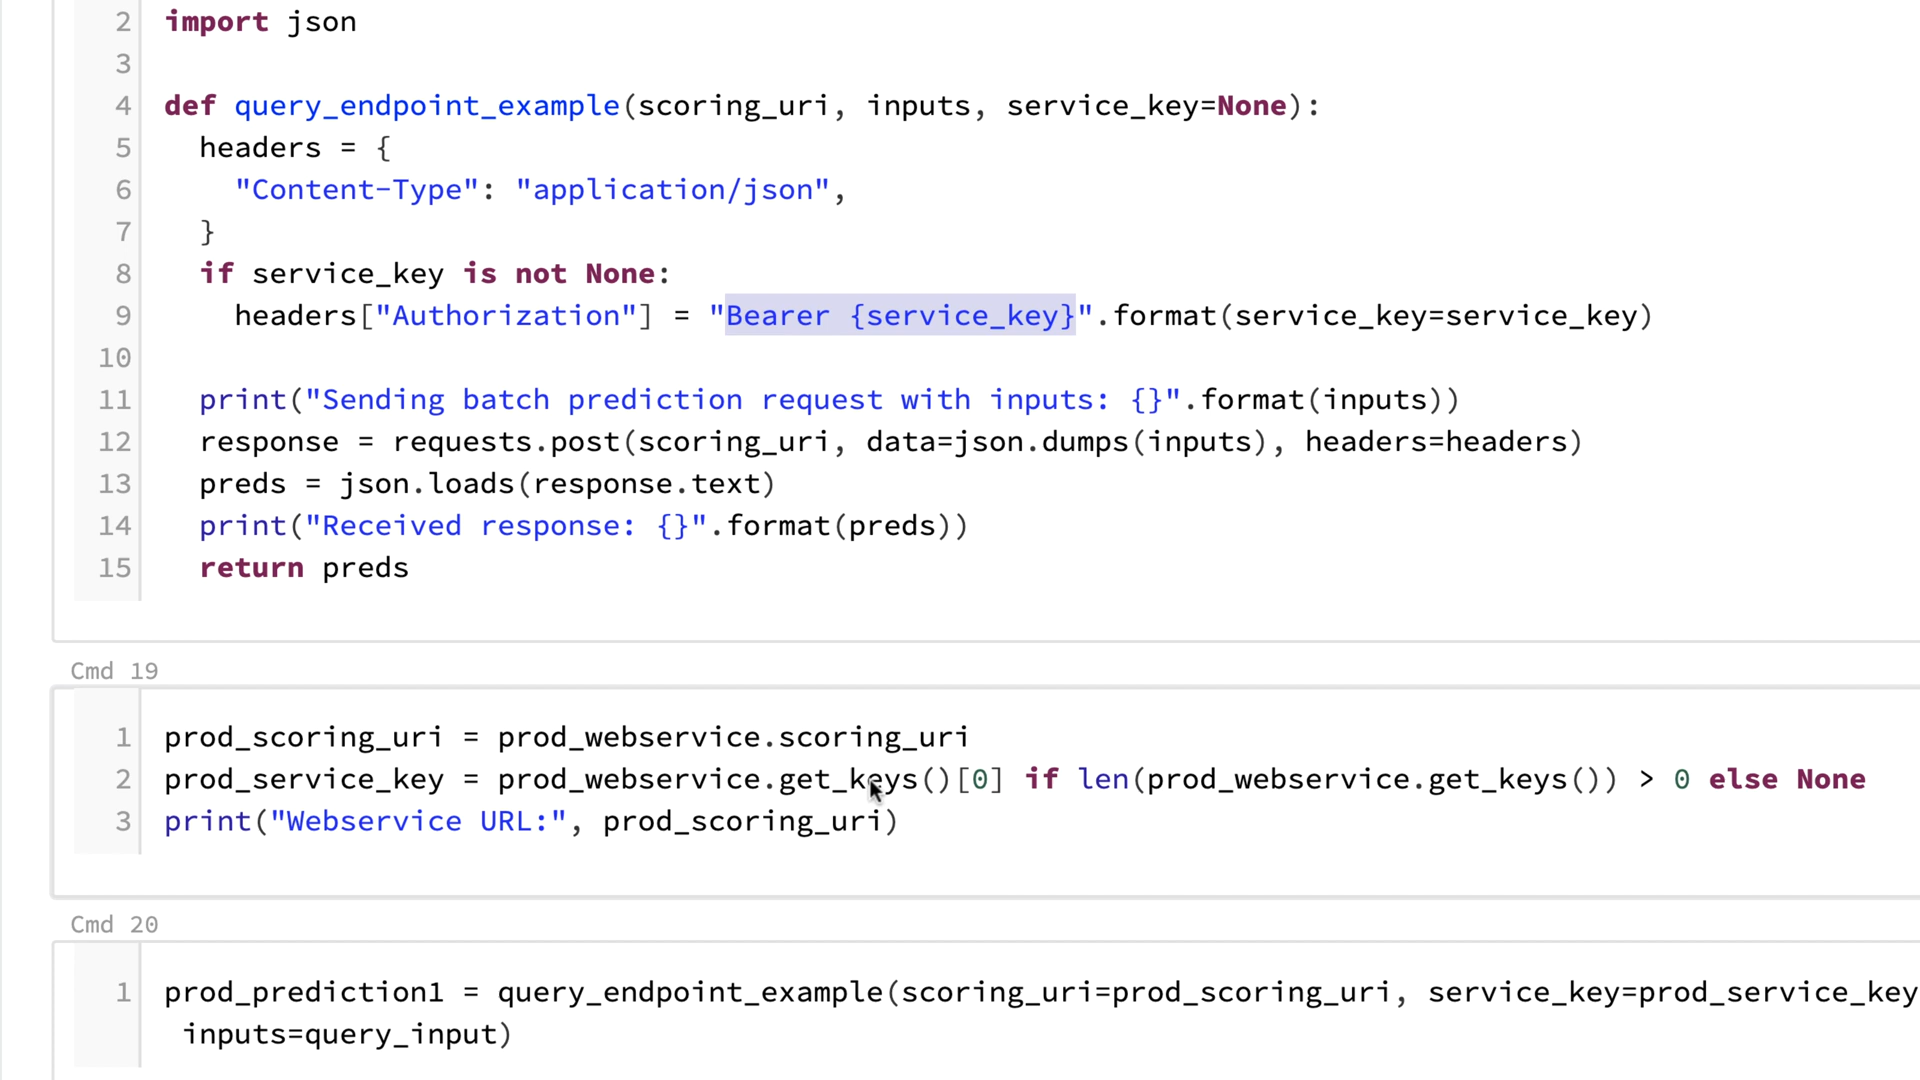 2 import json
3
4 def query_endpoint_example(scoring_uri, inputs, service_key=None):
5   headers = {
6     "Content-Type": "application/json",
7   }
8   if service_key is not None:
9     headers["Authorization"] = "Bearer {service_key}".format(service_key=service_key)
10
11   print("Sending batch prediction request with inputs: {}".format(inputs))
12   response = requests.post(scoring_uri, data=json.dumps(inputs), headers=headers)
13   preds = json.loads(response.text)
14   print("Received response: {}".format(preds))
15   return preds
Cmd 19
1 prod_scoring_uri = prod_webservice.scoring_uri
2 prod_service_key = prod_webservice.get_keys()[0] if len(prod_webservice.get_keys()) > 0 else None
3 print("Webservice URL:", prod_scoring_uri)
Cmd 20
1 prod_prediction1 = query_endpoint_example(scoring_uri=prod_scoring_uri, service_key=prod_service_key
inputs=query_input)